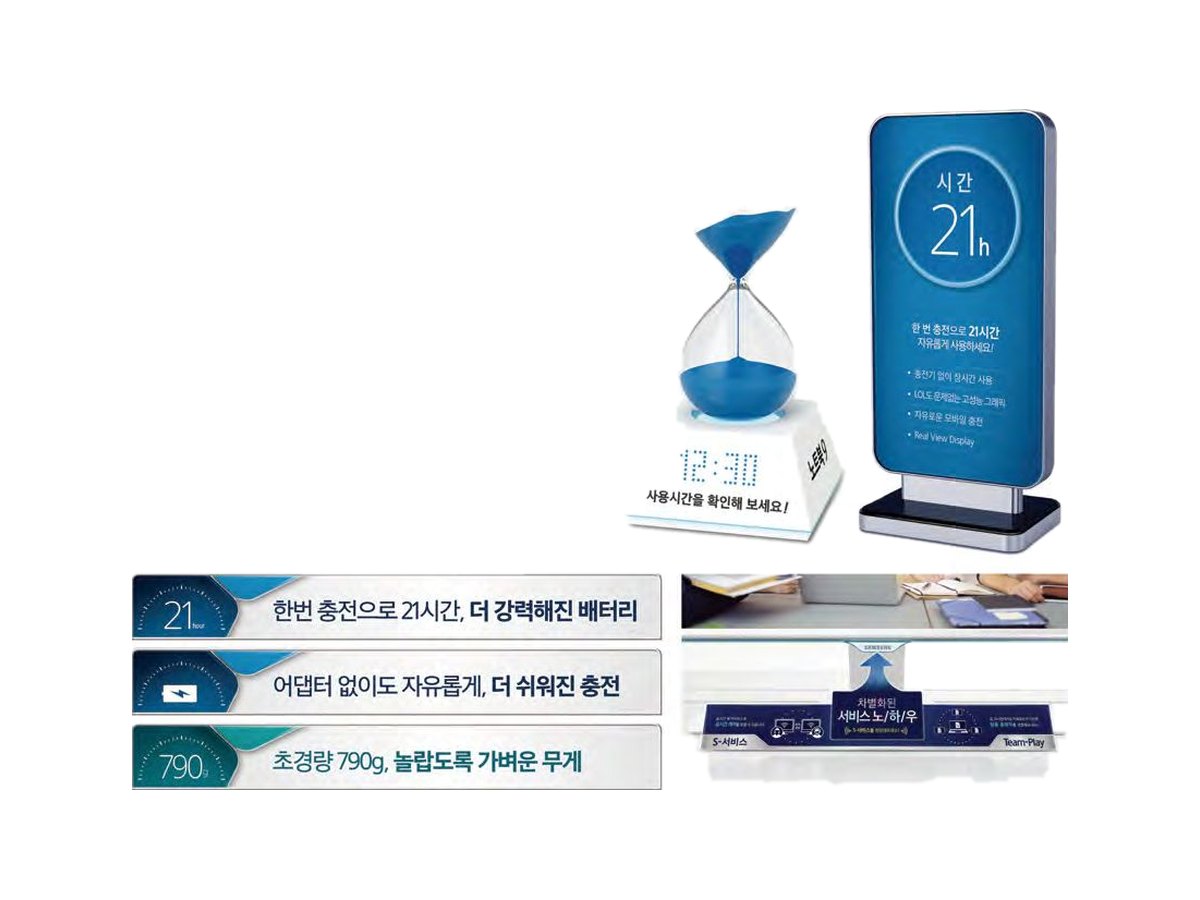 시간
21h
한 번 충전으로 21시간
자유롭게 사용하세요!
• 충전기 없이 장시간 사용
• LOL도 문제없는 고성능 그래픽
• 자유로운 모바일 충전
• Real View Display
12:30
사용시간을 확인해 보세요!
노트북 9
21 hour
한번 충전으로 21시간, 더 강력해진 배터리
어댑터 없이도 자유롭게, 더 쉬워진 충전
790g
초경량 790g, 놀랍도록 가벼운 무게
SAMSUNG
차별화된
서비스 노/하/우
S-서비스
Team-Play